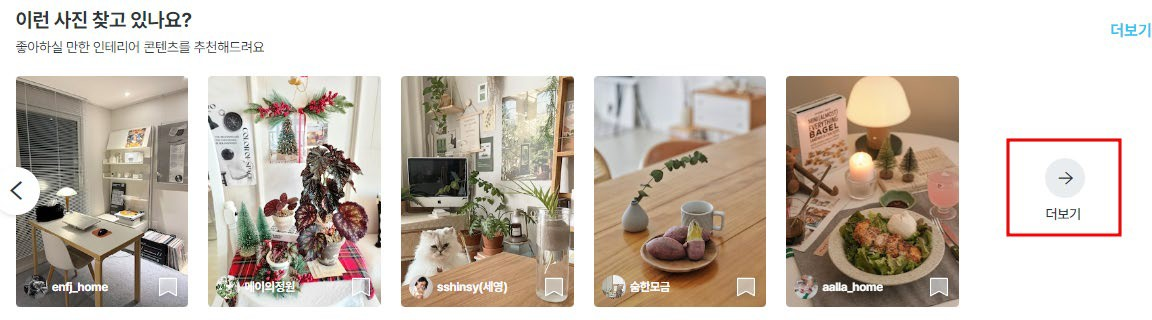 이런 사진 찾고 있나요?
좋아하실 만한 인테리어 콘텐츠를 추천해드려요
더보기
enfj_home
메이의정원
sshinsy(세영)
숨한모금
aalla_home
EVERYTHING
BAGEL
더보기